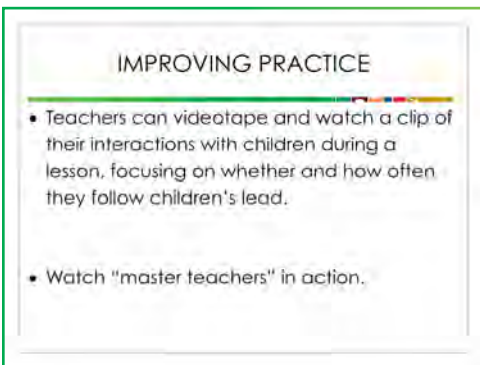 IMPROVING PRACTICE
• Teachers can videotape and watch a clip of
their interactions with children during a
lesson, focusing on whether and how often
they follow children's lead.
• Watch “master teachers” in action.